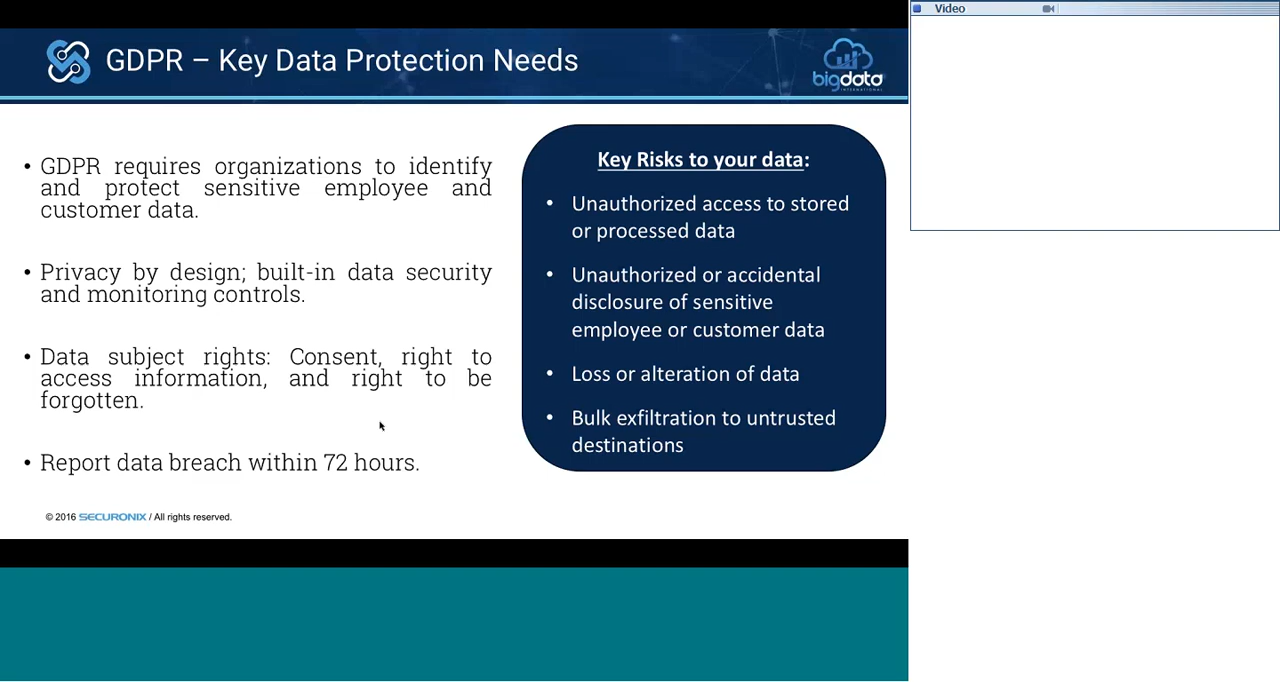 Video
GDPR – Key Data Protection Needs
bigdata
INTERNATIONAL
• GDPR requires organizations to identify
and protect sensitive employee and
customer data.
• Privacy by design; built-in data security
and monitoring controls.
• Data subject rights: Consent, right to
access information, and right to be
forgotten.
• Report data breach within 72 hours.
Key Risks to your data:
• Unauthorized access to stored
or processed data
• Unauthorized or accidental
disclosure of sensitive
employee or customer data
• Loss or alteration of data
• Bulk exfiltration to untrusted
destinations
© 2016 SECURONIX / All rights reserved.